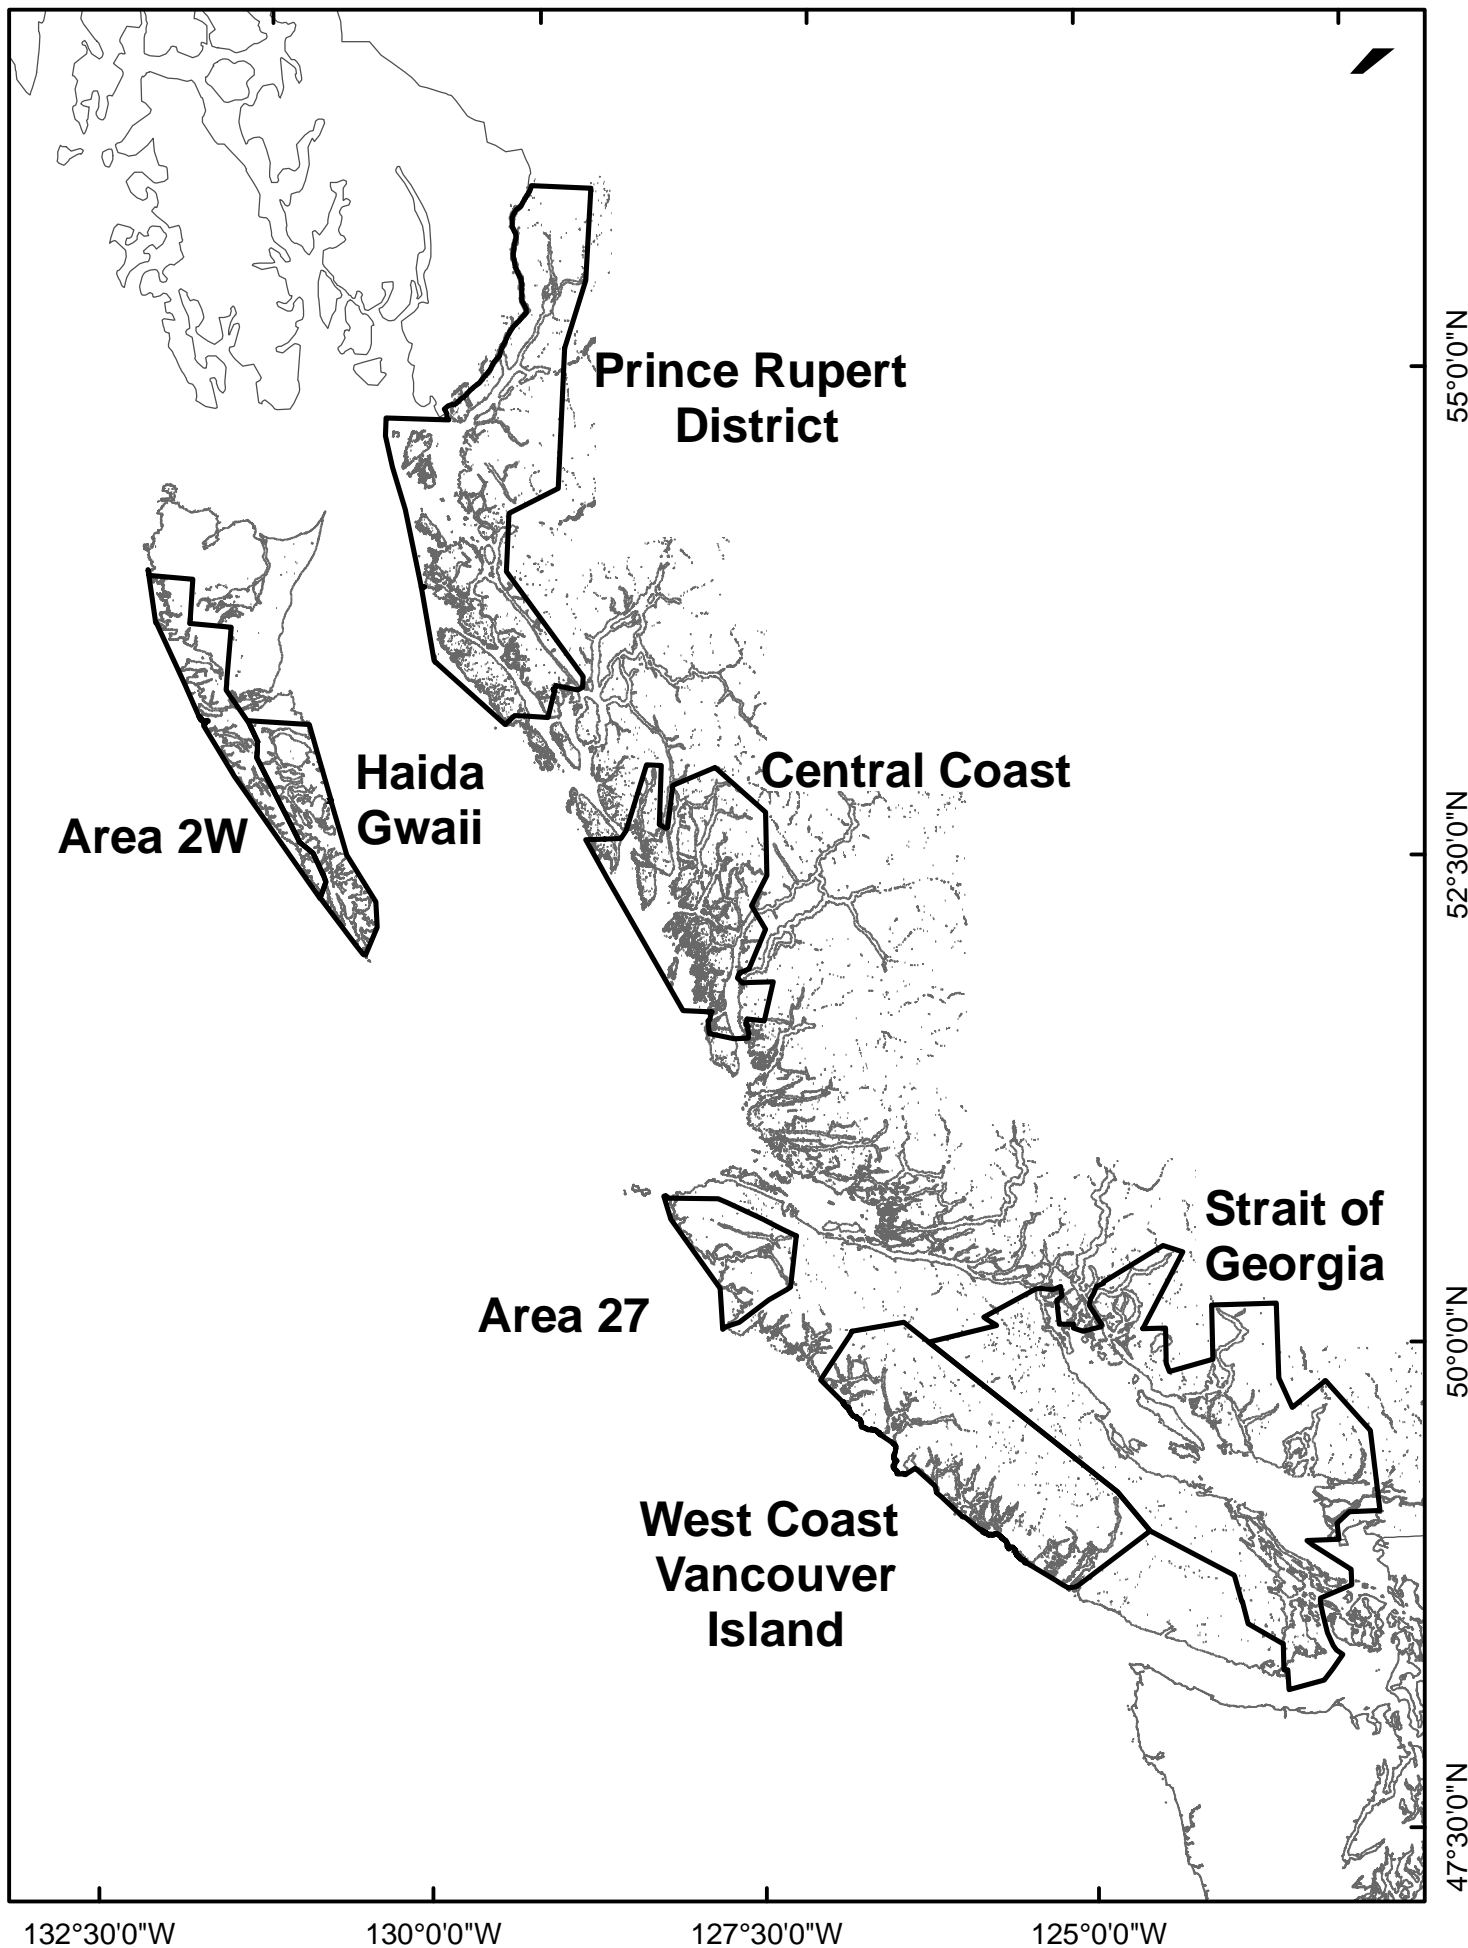 Prince Rupert
District
55°0'0"N
Haida
Gwaii
Central Coast
Area 2W
52°30'0"N
Strait of
Georgia
Area 27
50°0'0"N
West Coast
Vancouver
Island
47°30'0"N
132°30'0"W
130°0'0"W
127°30'0"W
125°0'0"W